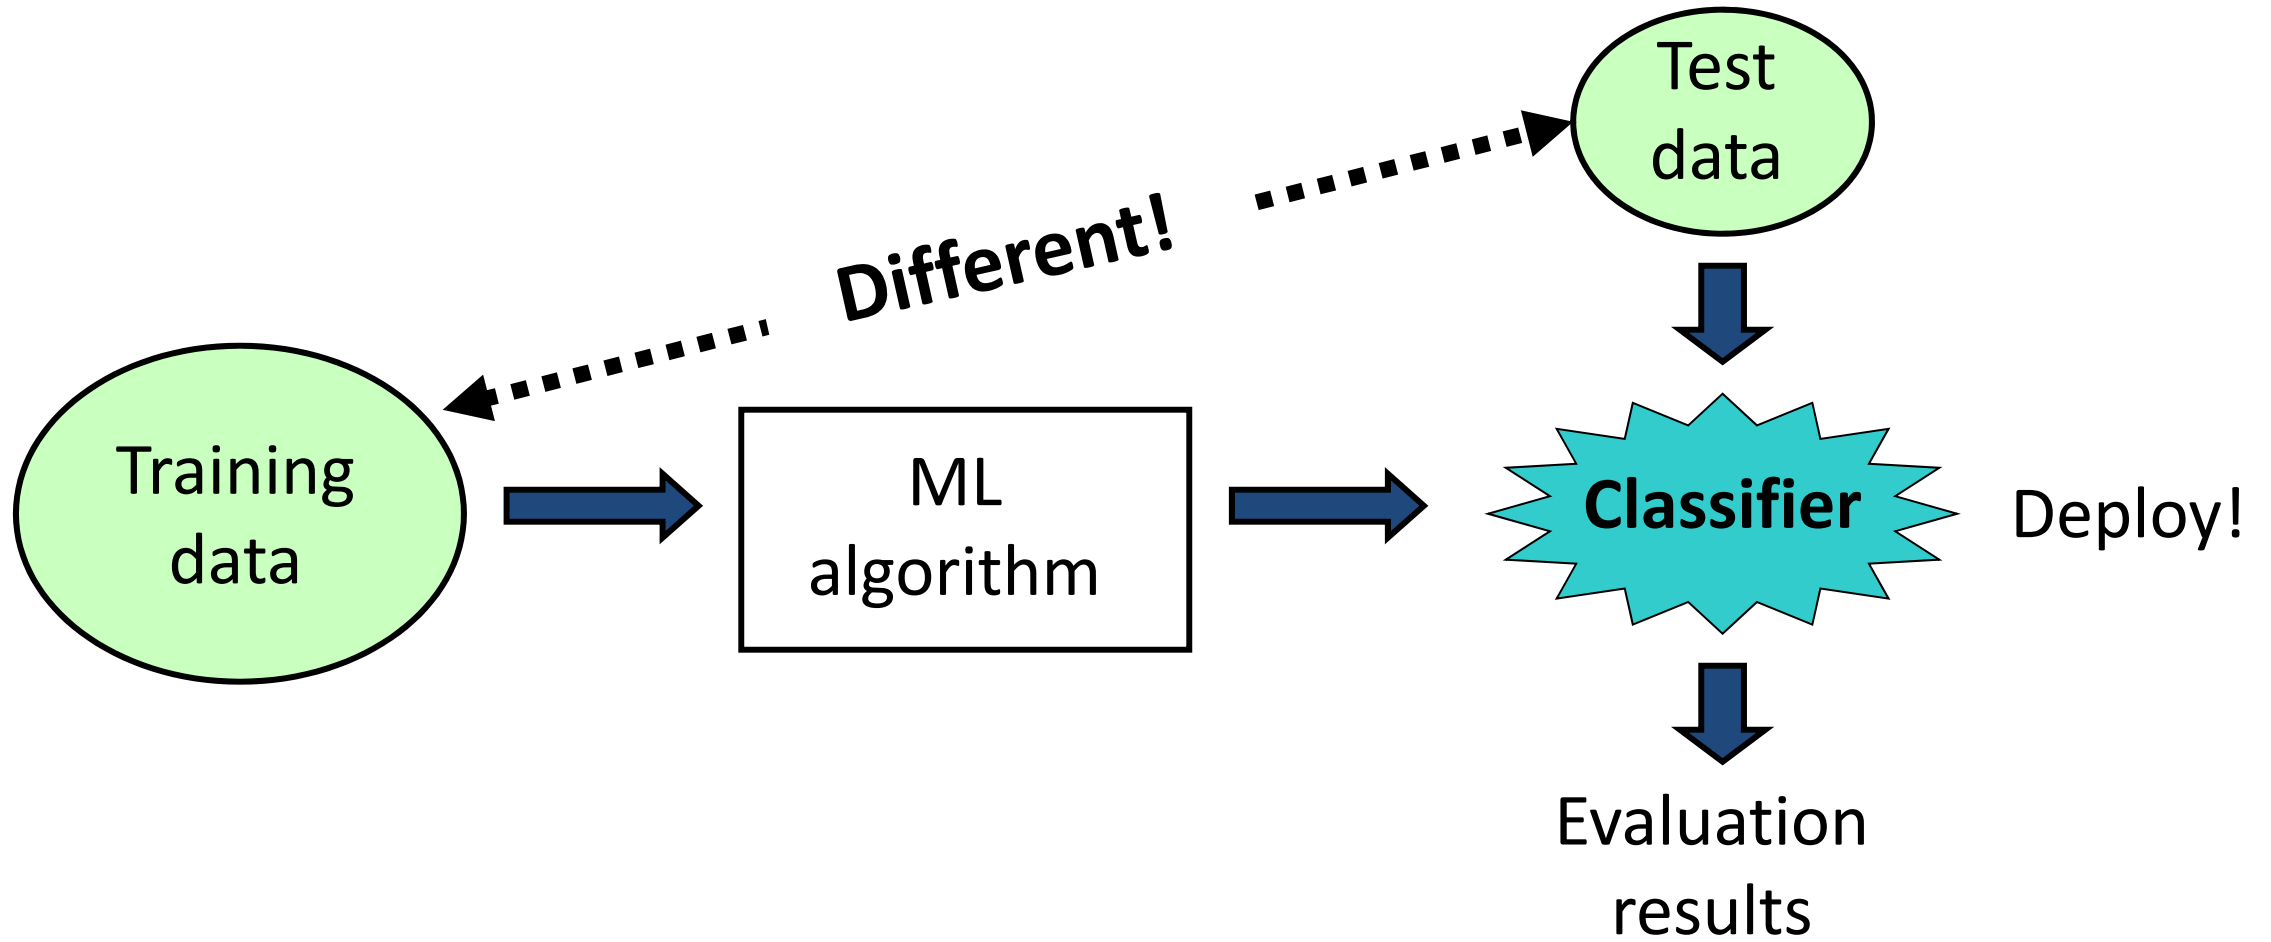 Test
data
Different!
Training
data
ML
algorithm
Classifier
Deploy!
Evaluation
results